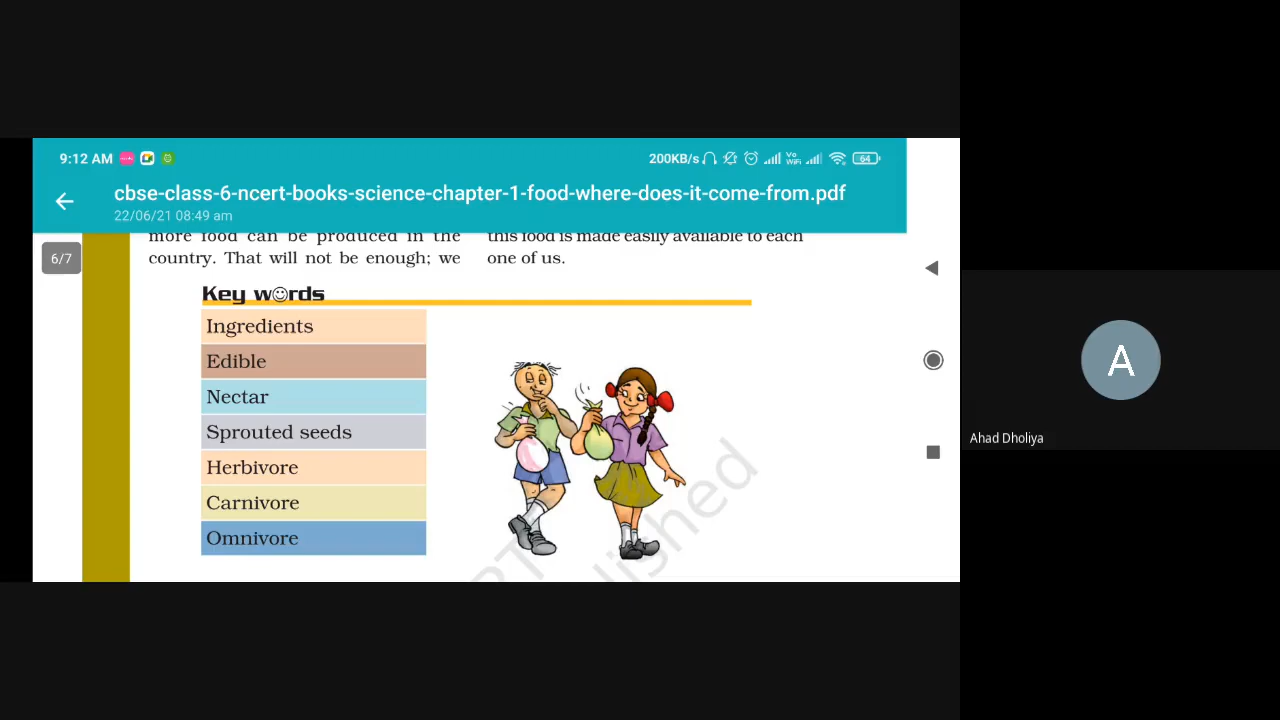 9:12 AM
200KB/s
Vo
WiFi
64
cbse-class-6-ncert-books-science-chapter-1-food-where-does-it-come-from.pdf
22/06/21 08:49 am
6/7
more food can be produced in the
country. That will not be enough; we
this food is made easily available to each
one of us.
Key words
Ingredients
Edible
Nectar
Sprouted seeds
Herbivore
Carnivore
Omnivore
A
Ahad Dholiya